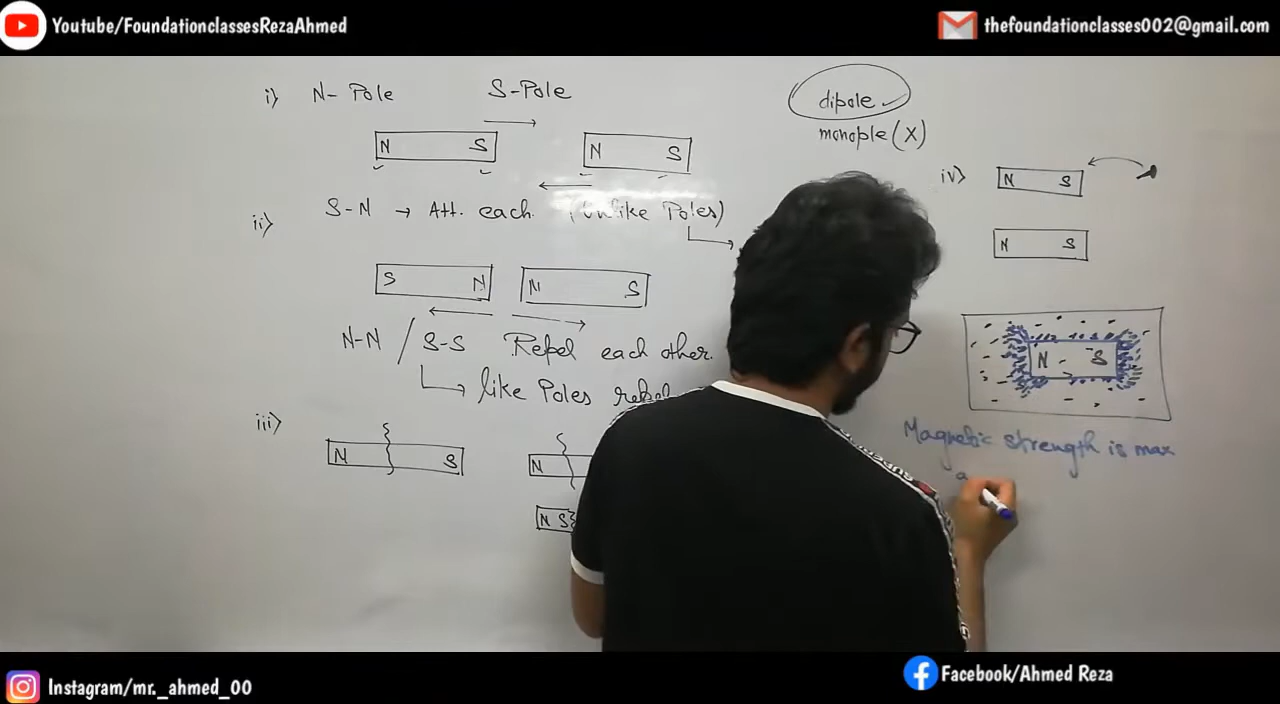 Youtube/FoundationclassesRezaAhmed
thefoundationclasses002@gmail.com
i) N- Pole S-Pole
N S N S
ii) S-N → Att. each (Unlike Poles)
S N N S
N-N / S-S Repel each other
like Poles repel
iii)
N S N
N S
dipole ✓
monople (X)
iv) N S
N S
N - S
Magnetic strength is max
a
Instagram/mr._ahmed_00
Facebook/Ahmed Reza